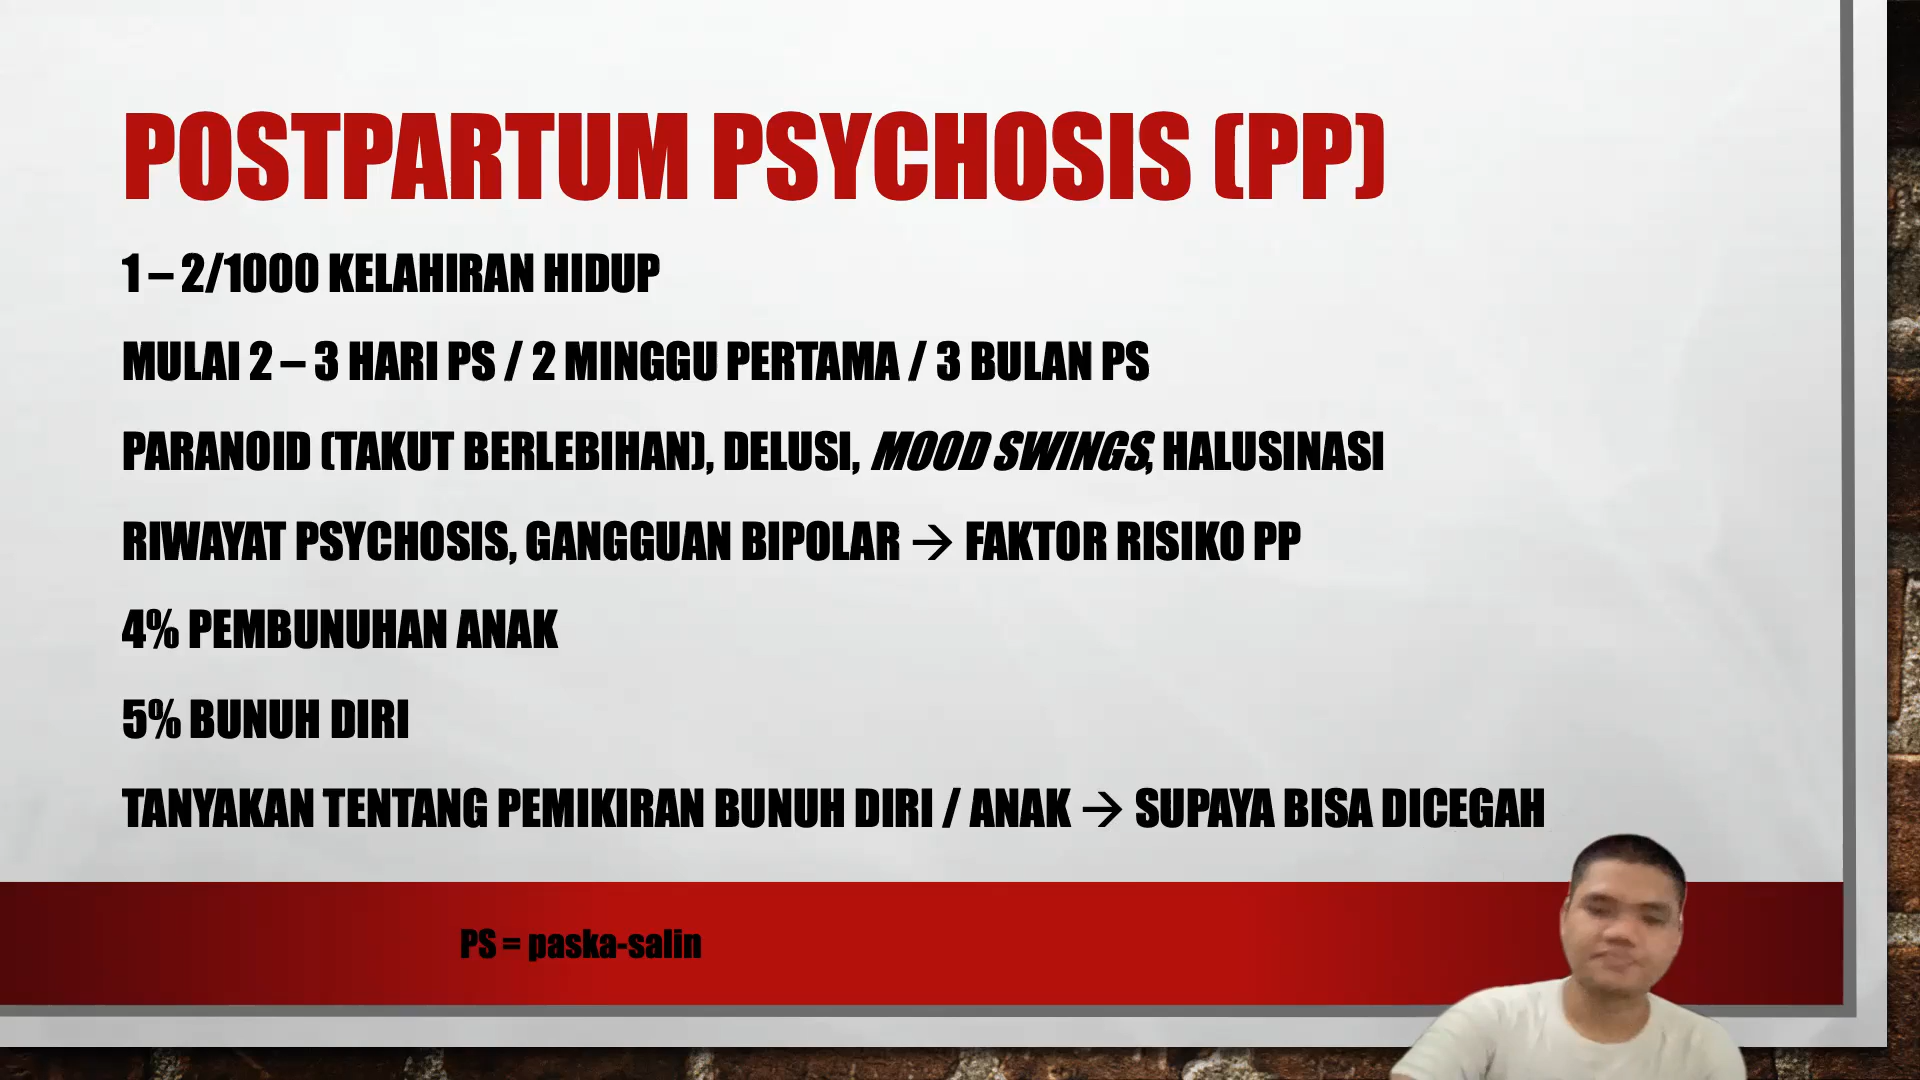 POSTPARTUM PSYCHOSIS (PP)
1 – 2/1000 KELAHIRAN HIDUP
MULAI 2 – 3 HARI PS / 2 MINGGU PERTAMA / 3 BULAN PS
PARANOID (TAKUT BERLEBIHAN), DELUSI, MOOD SWINGS, HALUSINASI
RIWAYAT PSYCHOSIS, GANGGUAN BIPOLAR → FAKTOR RISIKO PP
4% PEMBUNUHAN ANAK
5% BUNUH DIRI
TANYAKAN TENTANG PEMIKIRAN BUNUH DIRI / ANAK → SUPAYA BISA DICEGAH
PS = paska-salin